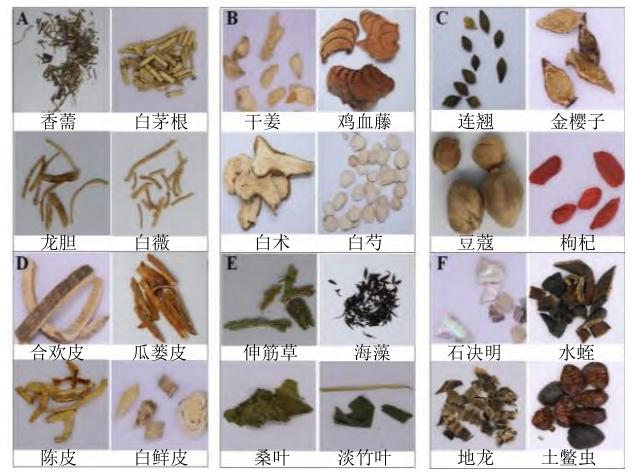 A
B
C
香薷 白茅根 干姜 鸡血藤 连翘 金樱子
龙胆 白薇 白术 白芍 豆蔻 枸杞
D
E
F
合欢皮 瓜蒌皮 伸筋草 海藻 石决明 水蛭
陈皮 白鲜皮 桑叶 淡竹叶 地龙 土鳖虫